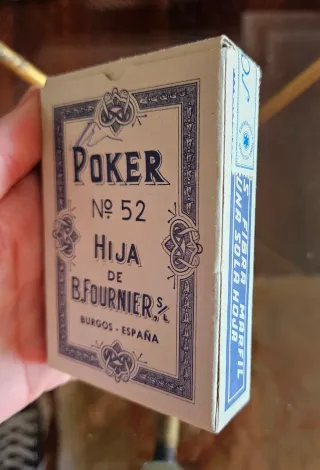 POKER
Nº 52
HIJA
DE
B. FOURNIER, S/L
BURGOS - ESPAÑA
FIBRA MARFIL
UNA SOLA HOJA